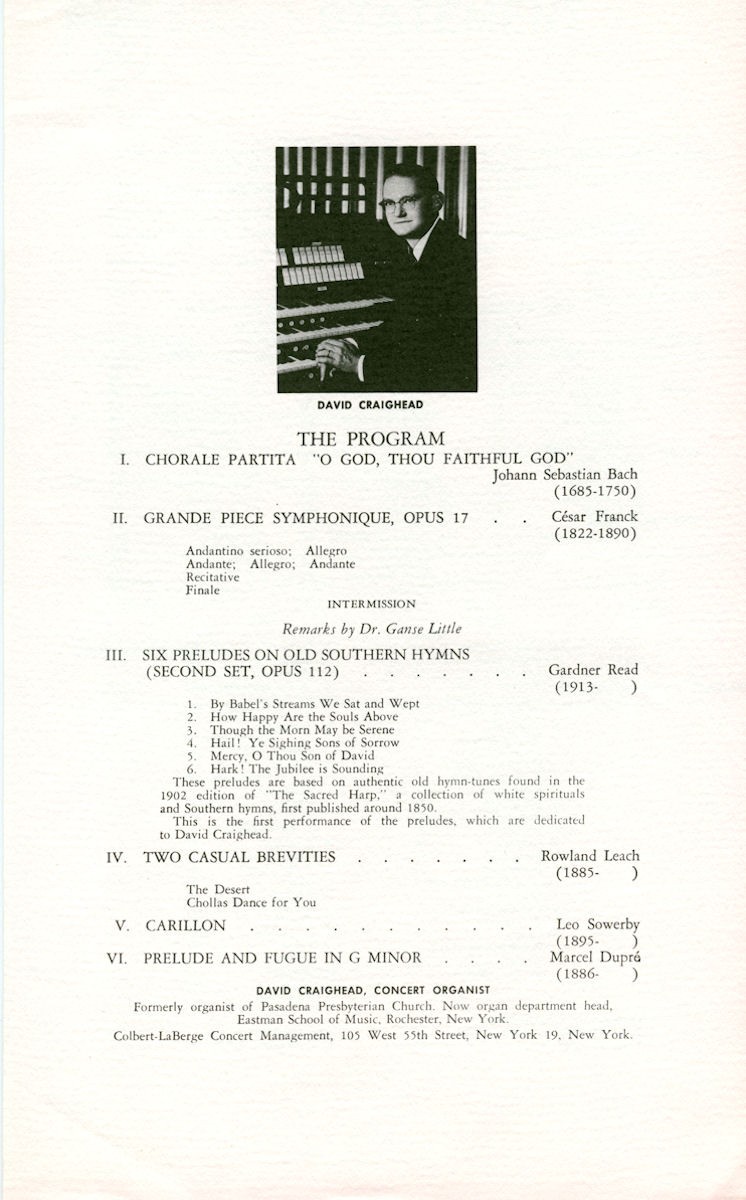 DAVID CRAIGHEAD
THE PROGRAM
I. CHORALE PARTITA "O GOD, THOU FAITHFUL GOD"
Johann Sebastian Bach
(1685-1750)
II. GRANDE PIECE SYMPHONIQUE, OPUS 17 . . César Franck
(1822-1890)
Andantino serioso; Allegro
Andante; Allegro; Andante
Recitative
Finale
INTERMISSION
Remarks by Dr. Ganse Little
III. SIX PRELUDES ON OLD SOUTHERN HYMNS
(SECOND SET, OPUS 112) . . . . . . . Gardner Read
(1913- )
1. By Babel's Streams We Sat and Wept
2. How Happy Are the Souls Above
3. Though the Morn May be Serene
4. Hail! Ye Sighing Sons of Sorrow
5. Mercy, O Thou Son of David
6. Hark! The Jubilee is Sounding
These preludes are based on authentic old hymn-tunes found in the
1902 edition of "The Sacred Harp," a collection of white spirituals
and Southern hymns, first published around 1850.
This is the first performance of the preludes, which are dedicated
to David Craighead.
IV. TWO CASUAL BREVITIES . . . . . . . Rowland Leach
(1885- )
The Desert
Chollas Dance for You
V. CARILLON . . . . . . . . . . . Leo Sowerby
(1895- )
VI. PRELUDE AND FUGUE IN G MINOR . . . . Marcel Dupré
(1886- )
DAVID CRAIGHEAD, CONCERT ORGANIST
Formerly organist of Pasadena Presbyterian Church. Now organ department head,
Eastman School of Music, Rochester, New York.
Colbert-LaBerge Concert Management, 105 West 55th Street, New York 19, New York.